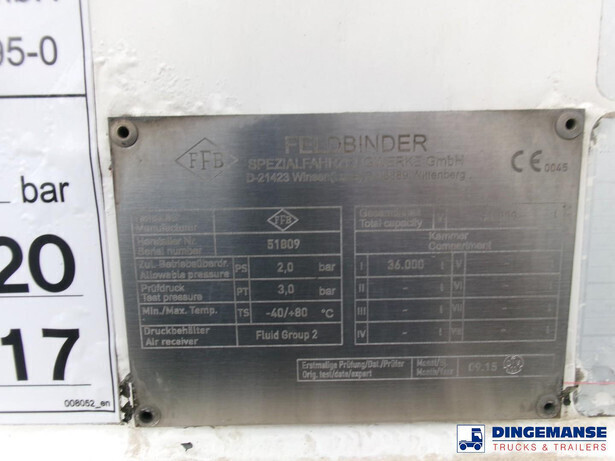 95-0
bar
20
17
008052_en
FFB
FELDBINDER
SPEZIALFAHRZEUGWERKE GmbH
D-21423 Winsen
Wittenberg
CE 0045
Manufacturer
FFB
Hersteller Nr.
Serial number
51809
Zul. Betriebsüberdr.
Allowable pressure
PS
2,0
bar
Prüfdruck
Test pressure
PT
3,0
bar
Min./Max. Temp.
TS
-40/+80
°C
Druckbehälter
Air receiver
Fluid Group 2
Total capacity
Kammer
Compartment
I
36.000
l
V
-
II
-
VI
-
III
-
VII
-
IV
-
VIII
-
Erstmalige Prüfung/Dat./Prüfer
Orig. test/date/expert
Monat/Jahr
Month/Year
09.15
DINGEMANSE
TRUCKS & TRAILERS